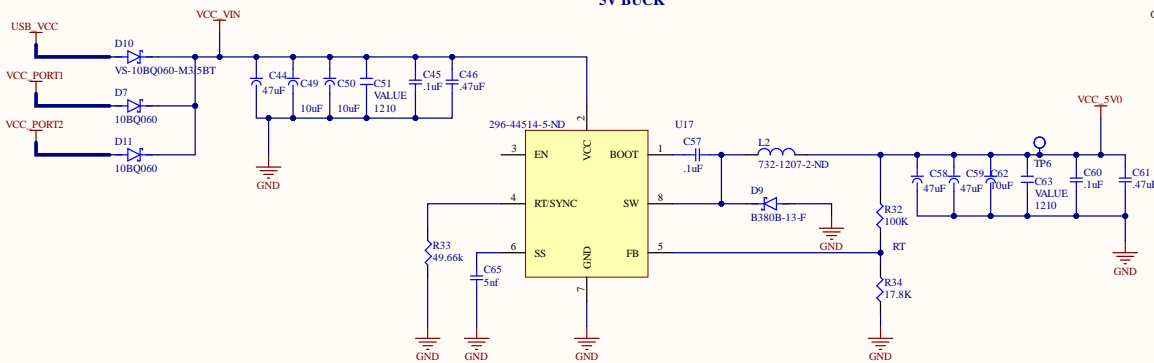 5V BUCK
USB_VCC
VCC_VIN
D10
VS-10BQ060-M3/5BT
VCC_PORT1
D7
10BQ060
VCC_PORT2
D11
10BQ060
C44
47uF
C49
10uF
C50
10uF
C51
VALUE
1210
C45
.1uF
C46
.47uF
GND
296-44514-5-ND
U17
2
VCC
3
EN
BOOT
1
4
RT/SYNC
SW
8
6
SS
FB
5
GND
7
GND
R33
49.66k
GND
C65
5nf
GND
C57
.1uF
L2
732-1207-2-ND
D9
B380B-13-F
GND
R32
100K
RT
R34
17.8K
GND
C58
47uF
C59
47uF
C62
10uF
TP6
C63
VALUE
1210
VCC_5V0
C60
.1uF
C61
.47uF
GND